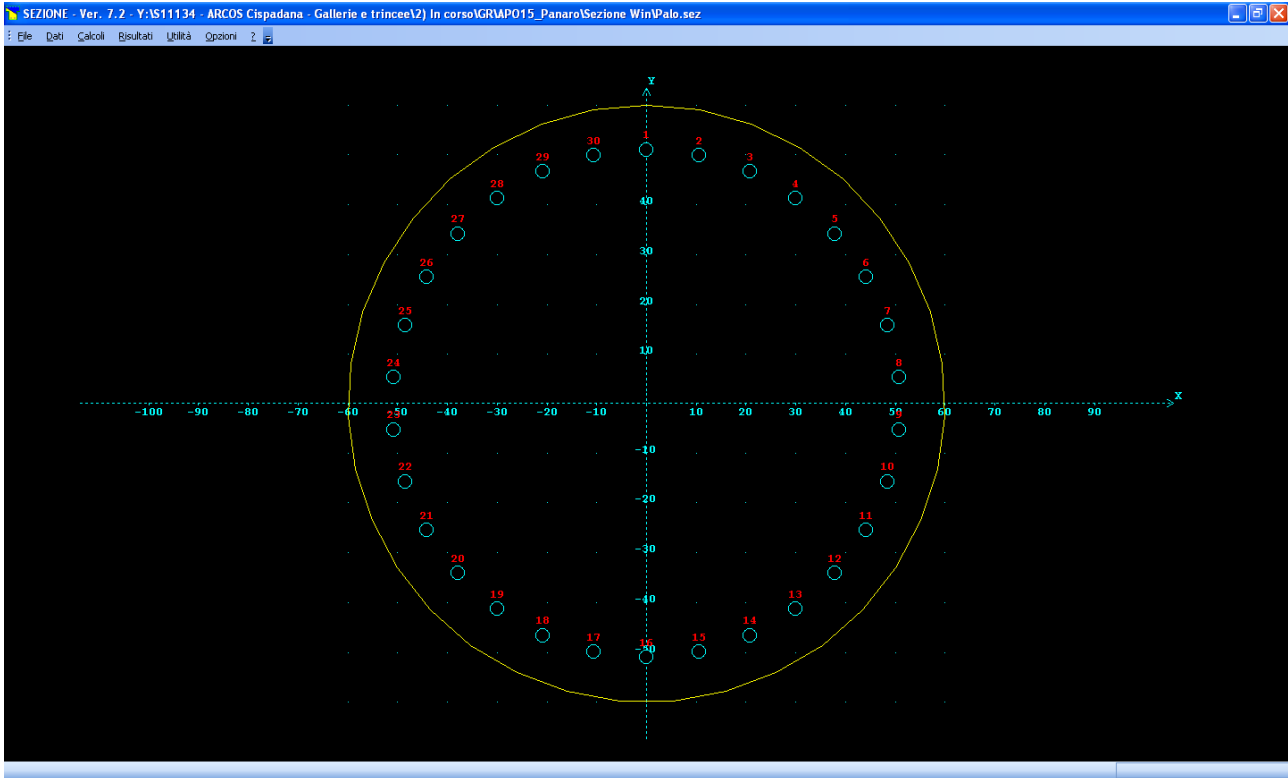 SEZIONE - Ver. 7.2 - Y:\S11134 - ARCOS Cispadana - Gallerie e trincee\2) In corso\GR\APO15_Panaro\Sezione Win\Palo.sez
File Dati Calcoli Risultati Utilità Opzioni ?
Y
30 1 2
29 3
28 40 4
27 5
30
26 6
20
25 7
10
24 8
X
-100 -90 -80 -70 -60 -50 -40 -30 -20 -10 10 20 30 40 50 60 70 80 90
23 9
-10
22 10
-20
21 11
-30
20 12
-40
19 13
18 14
17 16 15
-50